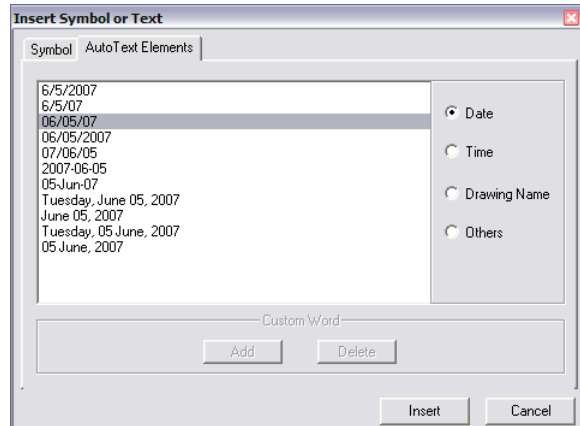 Insert Symbol or Text
Symbol AutoText Elements
6/5/2007
6/5/07
06/05/07
06/05/2007
07/06/05
2007-06-05
05-Jun-07
Tuesday, June 05, 2007
June 05, 2007
Tuesday, 05 June, 2007
05 June, 2007
Date
Time
Drawing Name
Others
Custom Word
Add Delete
Insert Cancel